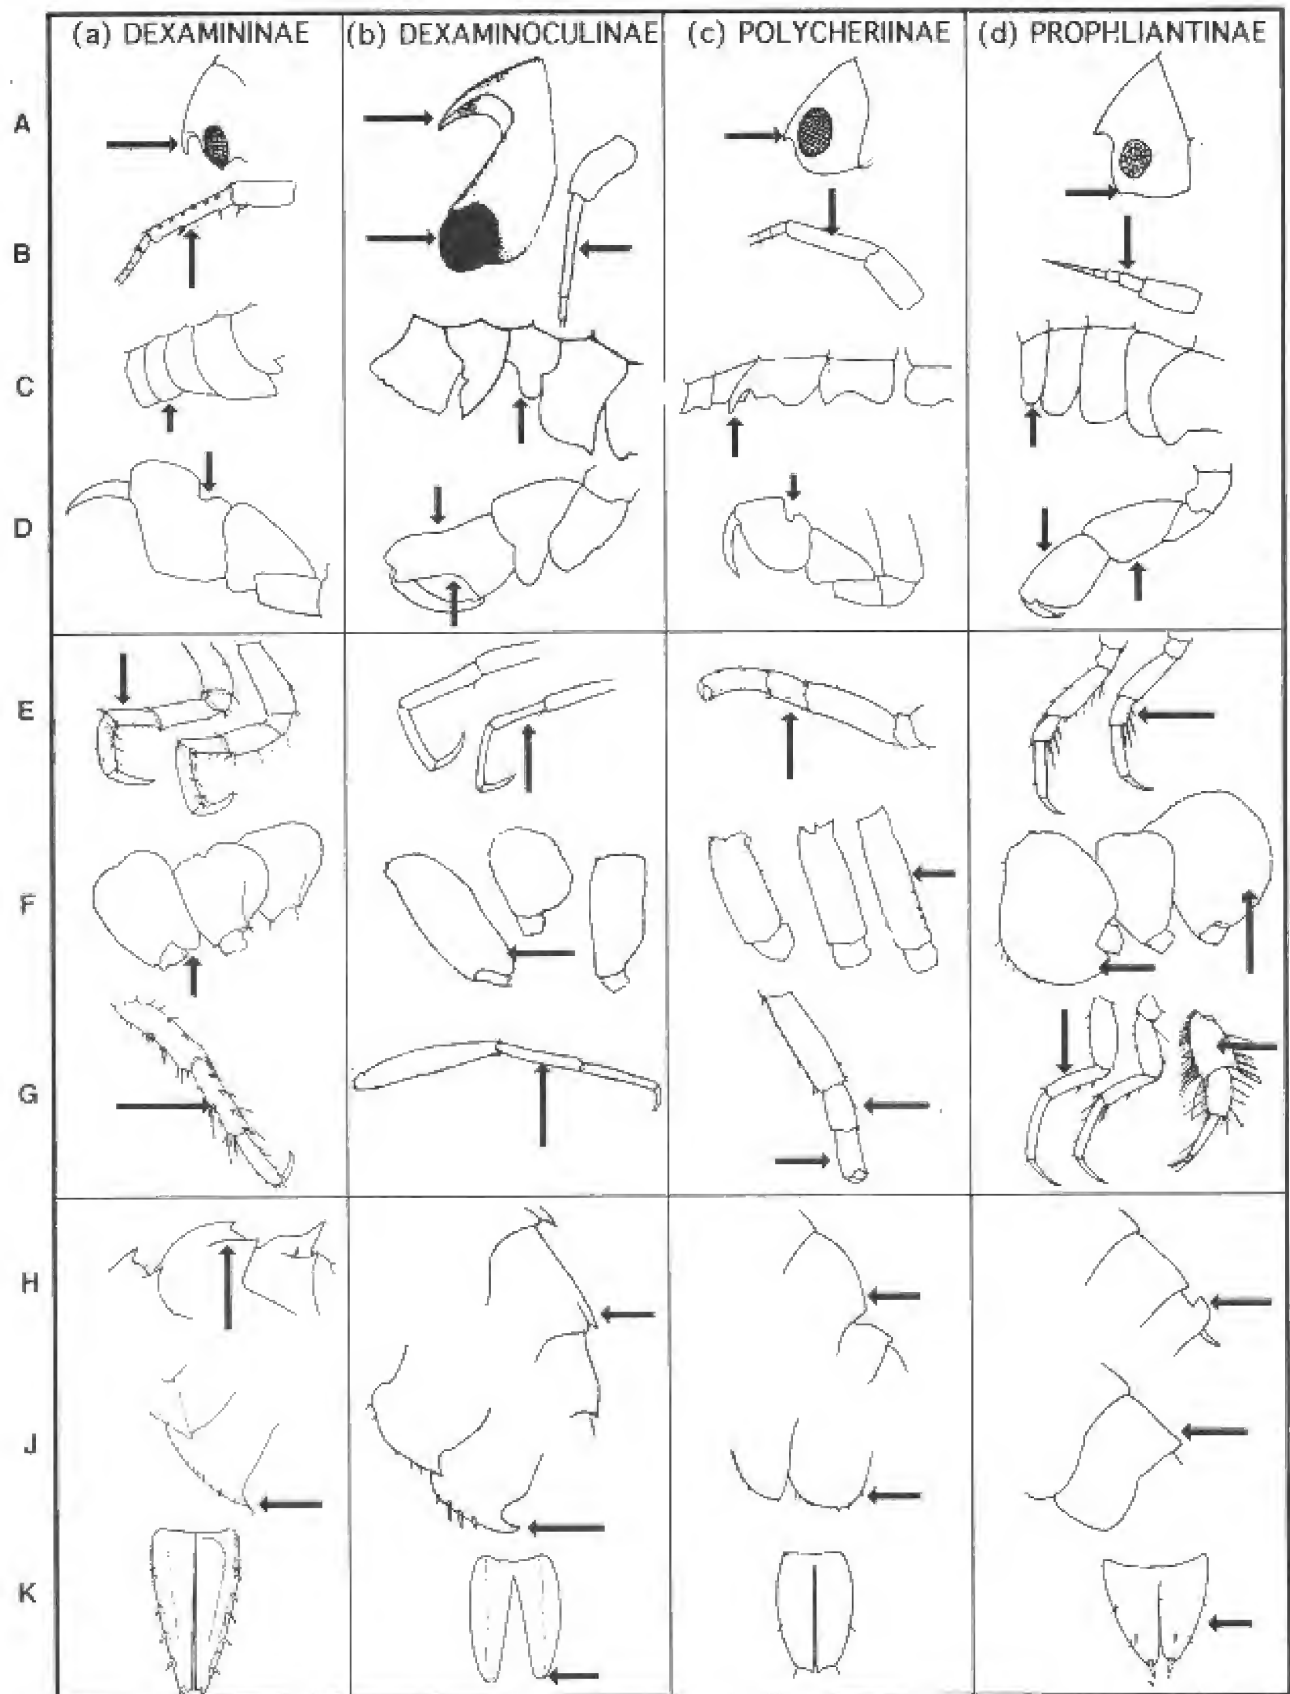 (a) DEXAMININAE (b) DEXAMINOCULINAE (c) POLYCHERIINAE (d) PROPHLIANTINAE
A
B
C
D
E
F
G
H
J
K